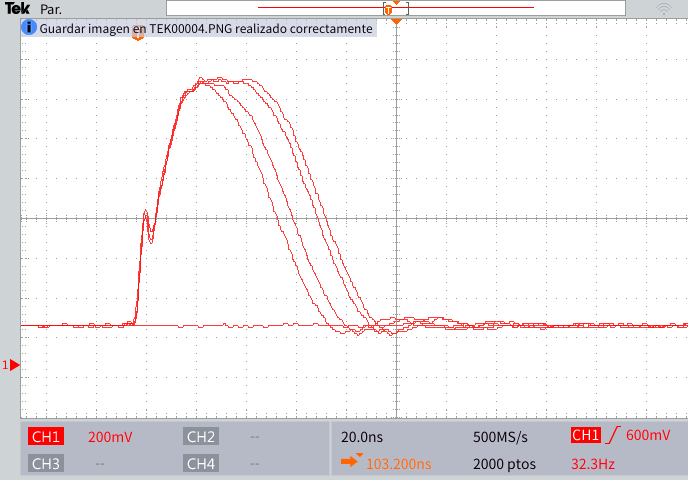 Tek Par.
T
i Guardar imagen en TEK00004.PNG realizado correctamente
1
CH1 200mV CH2 -- 20.0ns 500MS/s CH1 600mV
CH3 -- CH4 -- 103.200ns 2000 ptos 32.3Hz